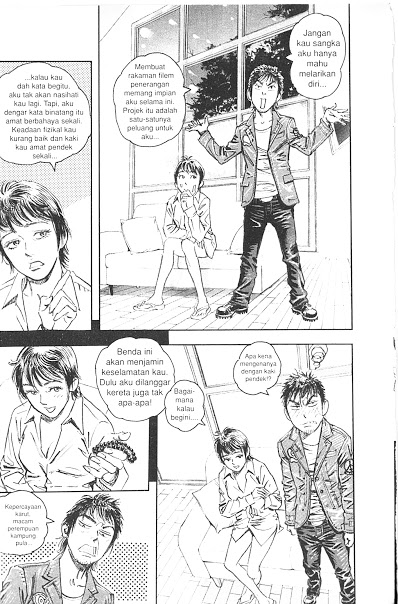 Jangan
kau sangka
aku hanya
mahu
melarikan
diri...
Membuat
rakaman filem
penerangan
memang impian
aku selama ini.
Projek itu adalah
satu-satunya
peluang untuk
aku...
...kalau kau
dah kata begitu,
aku tak akan nasihati
kau lagi. Tapi, aku
dengar kata binatang itu
amat berbahaya sekali.
Keadaan fizikal kau
kurang baik dan kaki
kau amat pendek
sekali...
Apa kena
mengenanya
dengan kaki
pendek!?
Bagai-
mana
kalau
begini...
Benda ini
akan menjamin
keselamatan kau.
Dulu aku dilanggar
kereta juga tak
apa-apa!
Kepercayaan
karut,
macam
perempuan
kampung
pula...